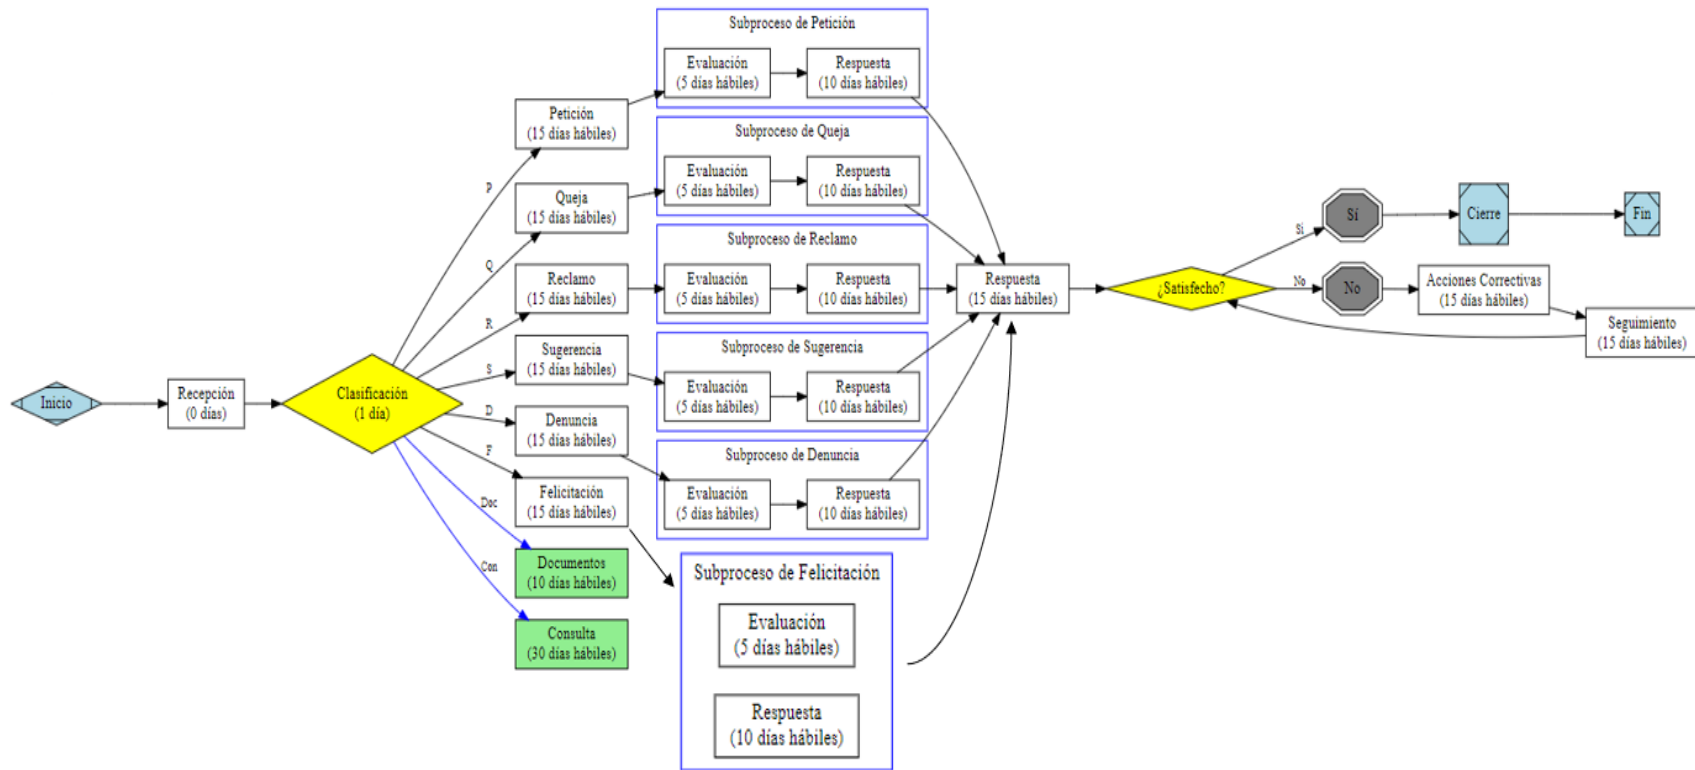 Inicio
Recepción
(0 días)
Clasificación
(1 día)
P
Q
R
S
D
F
Doc
Con
Petición
(15 días hábiles)
Queja
(15 días hábiles)
Reclamo
(15 días hábiles)
Sugerencia
(15 días hábiles)
Denuncia
(15 días hábiles)
Felicitación
(15 días hábiles)
Documentos
(10 días hábiles)
Consulta
(30 días hábiles)
Subproceso de Petición
Evaluación
(5 días hábiles)
Respuesta
(10 días hábiles)
Subproceso de Queja
Evaluación
(5 días hábiles)
Respuesta
(10 días hábiles)
Subproceso de Reclamo
Evaluación
(5 días hábiles)
Respuesta
(10 días hábiles)
Subproceso de Sugerencia
Evaluación
(5 días hábiles)
Respuesta
(10 días hábiles)
Subproceso de Denuncia
Evaluación
(5 días hábiles)
Respuesta
(10 días hábiles)
Subproceso de Felicitación
Evaluación
(5 días hábiles)
Respuesta
(10 días hábiles)
Respuesta
(15 días hábiles)
¿Satisfecho?
Sí
Sí
Cierre
Fin
No
No
Acciones Correctivas
(15 días hábiles)
Seguimiento
(15 días hábiles)